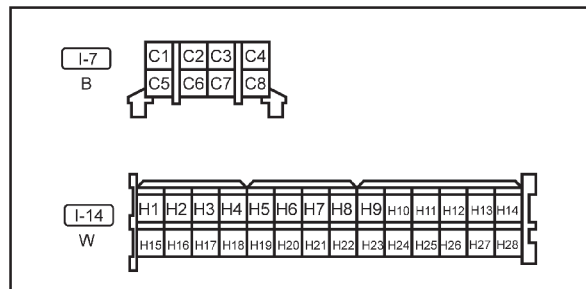 I-7 C1 C2 C3 C4
B C5 C6 C7 C8
I-14 H1 H2 H3 H4 H5 H6 H7 H8 H9 H10 H11 H12 H13 H14
W H15 H16 H17 H18 H19 H20 H21 H22 H23 H24 H25 H26 H27 H28